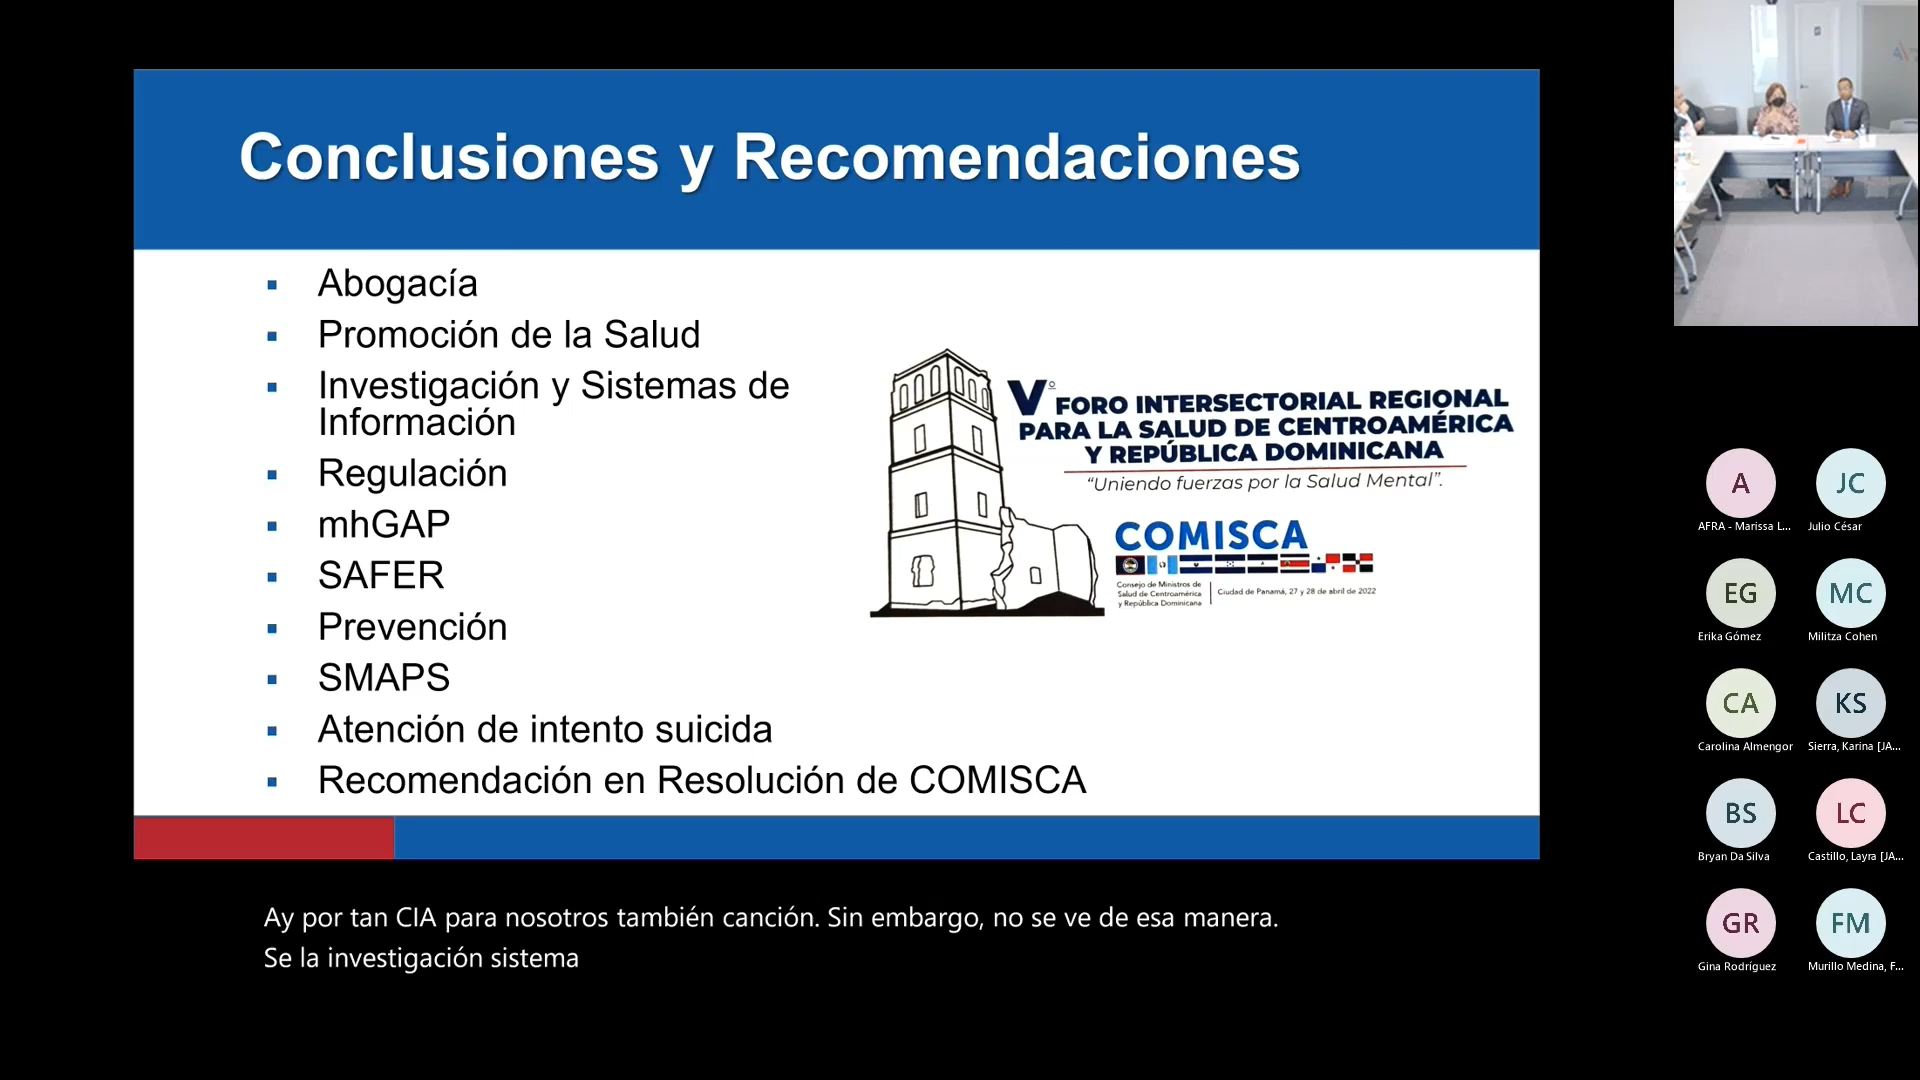 Conclusiones y Recomendaciones
Abogacía
Promoción de la Salud
Investigación y Sistemas de
Información
Regulación
mhGAP
SAFER
Prevención
SMAPS
Atención de intento suicida
Recomendación en Resolución de COMISCA
Vº FORO INTERSECTORIAL REGIONAL
PARA LA SALUD DE CENTROAMÉRICA
Y REPÚBLICA DOMINICANA
“Uniendo fuerzas por la Salud Mental”.
COMISCA
Consejo de Ministros de
Salud de Centroamérica
y República Dominicana
Ciudad de Panamá, 27 y 28 de abril de 2022
Ay por tan CIA para nosotros también canción. Sin embargo, no se ve de esa manera.
Se la investigación sistema
A
AFRA - Marissa L...
JC
Julio César
EG
Erika Gómez
MC
Militza Cohen
CA
Carolina Almengor
KS
Sierra, Karina [JA...
BS
Bryan Da Silva
LC
Castillo, Layra [JA...
GR
Gina Rodríguez
FM
Murillo Medina, F...